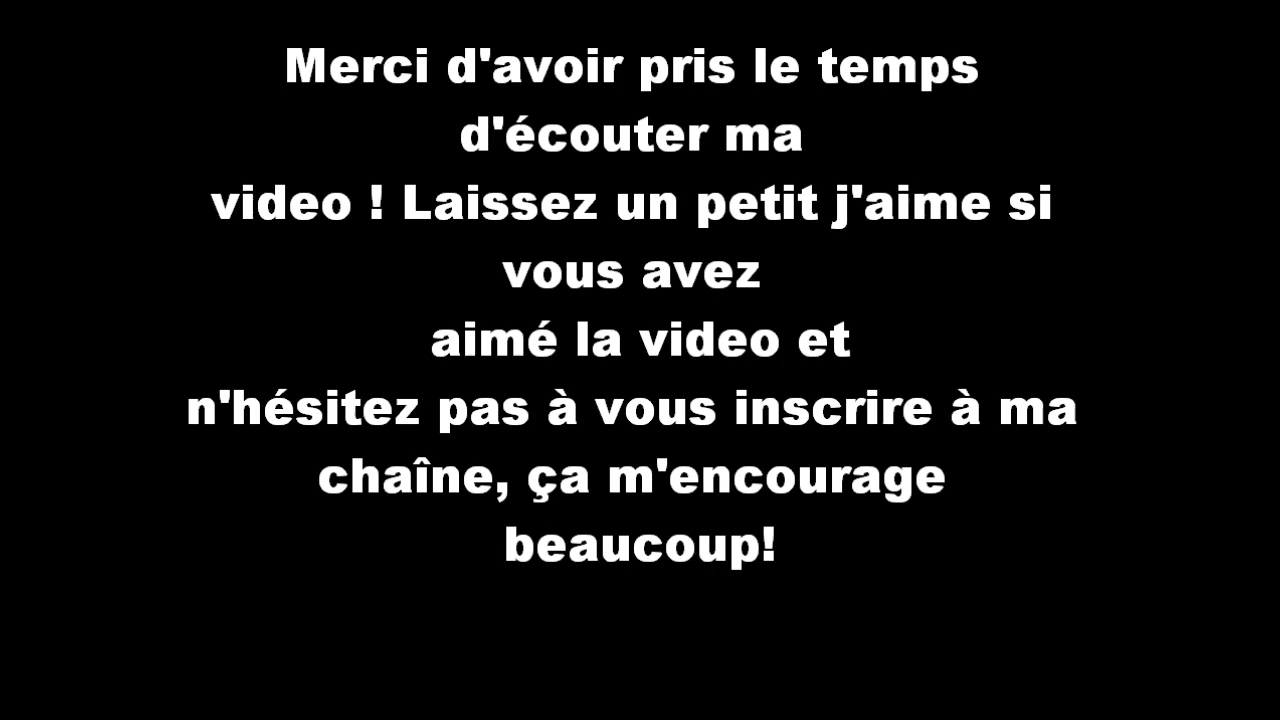 Merci d'avoir pris le temps
d'écouter ma
video ! Laissez un petit j'aime si
vous avez
aimé la video et
n'hésitez pas à vous inscrire à ma
chaîne, ça m'encourage
beaucoup!